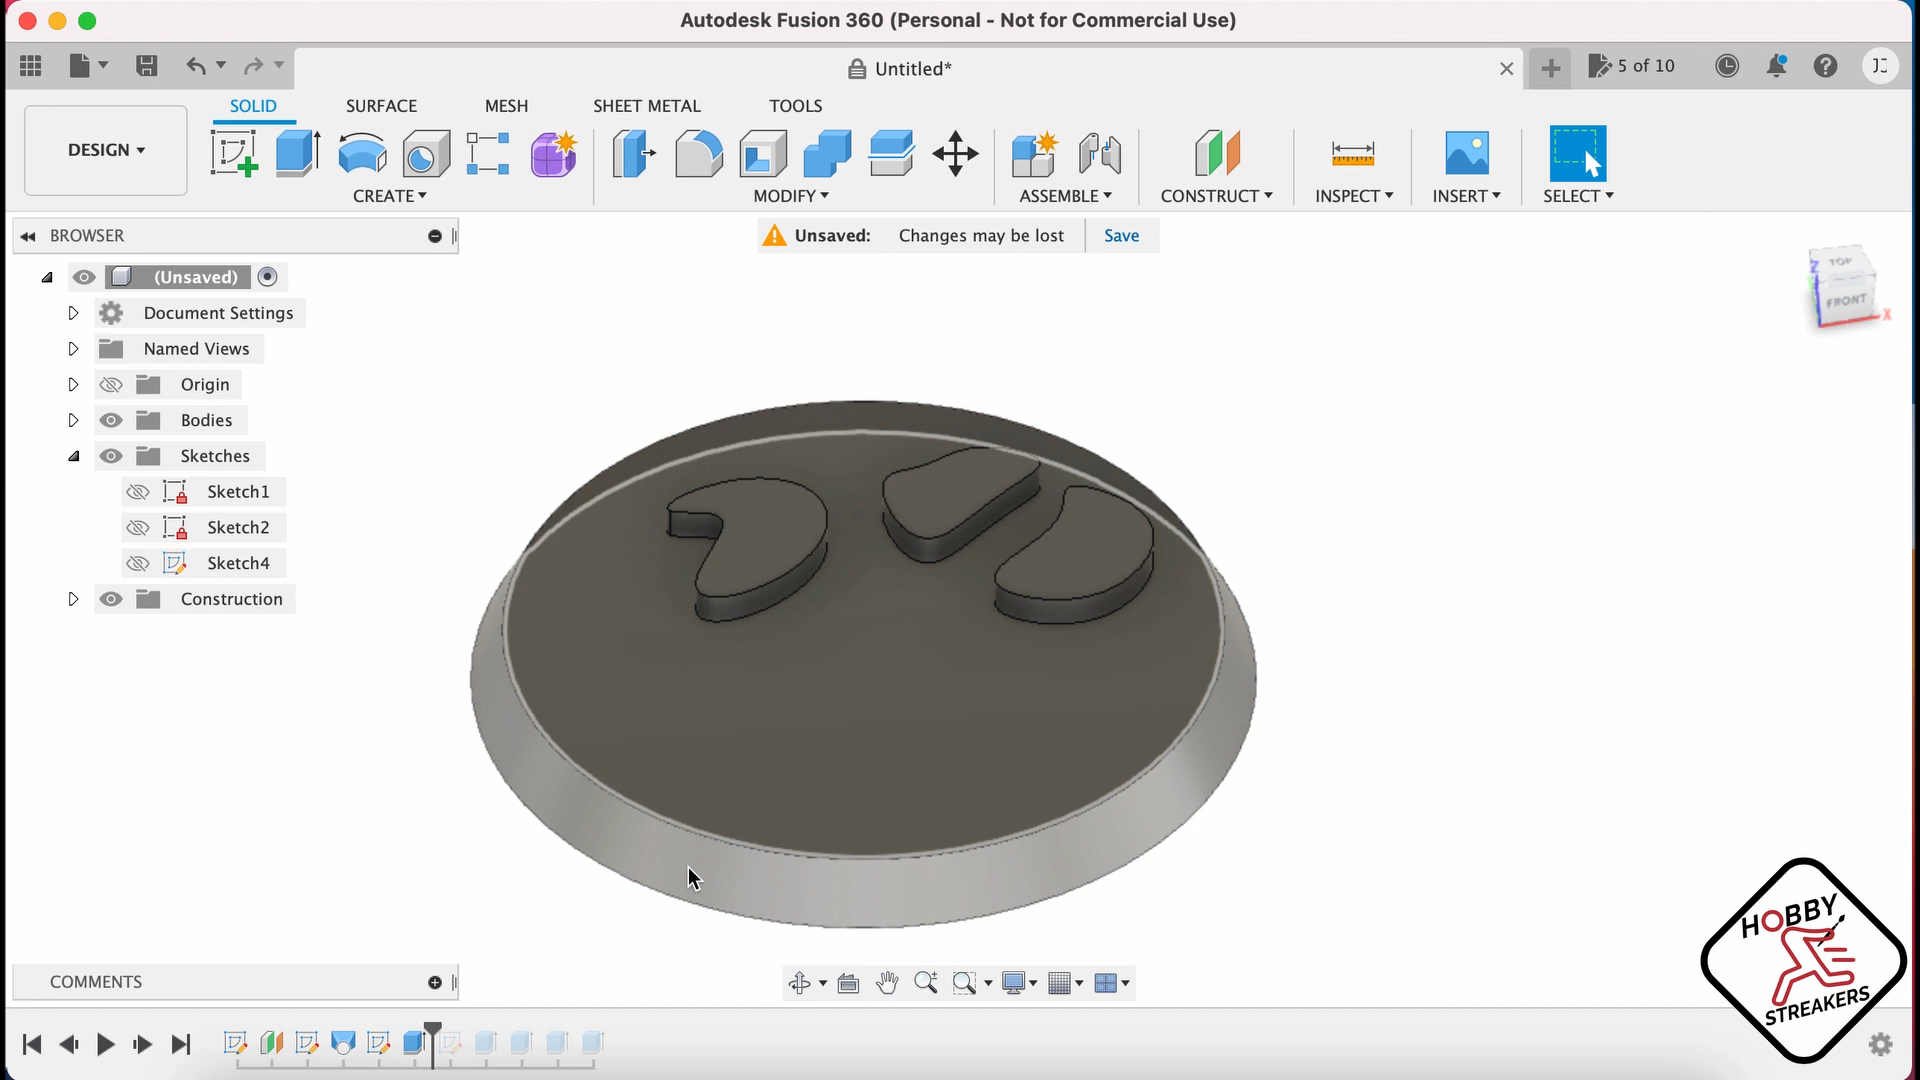 Autodesk Fusion 360 (Personal - Not for Commercial Use)
Untitled*
5 of 10
JC
SOLID SURFACE MESH SHEET METAL TOOLS
DESIGN
CREATE MODIFY ASSEMBLE CONSTRUCT INSPECT INSERT SELECT
BROWSER
Unsaved: Changes may be lost Save
(Unsaved)
Document Settings
Named Views
Origin
Bodies
Sketches
Sketch1
Sketch2
Sketch4
Construction
TOP
FRONT
Z
X
COMMENTS
HOBBY
STREAKERS